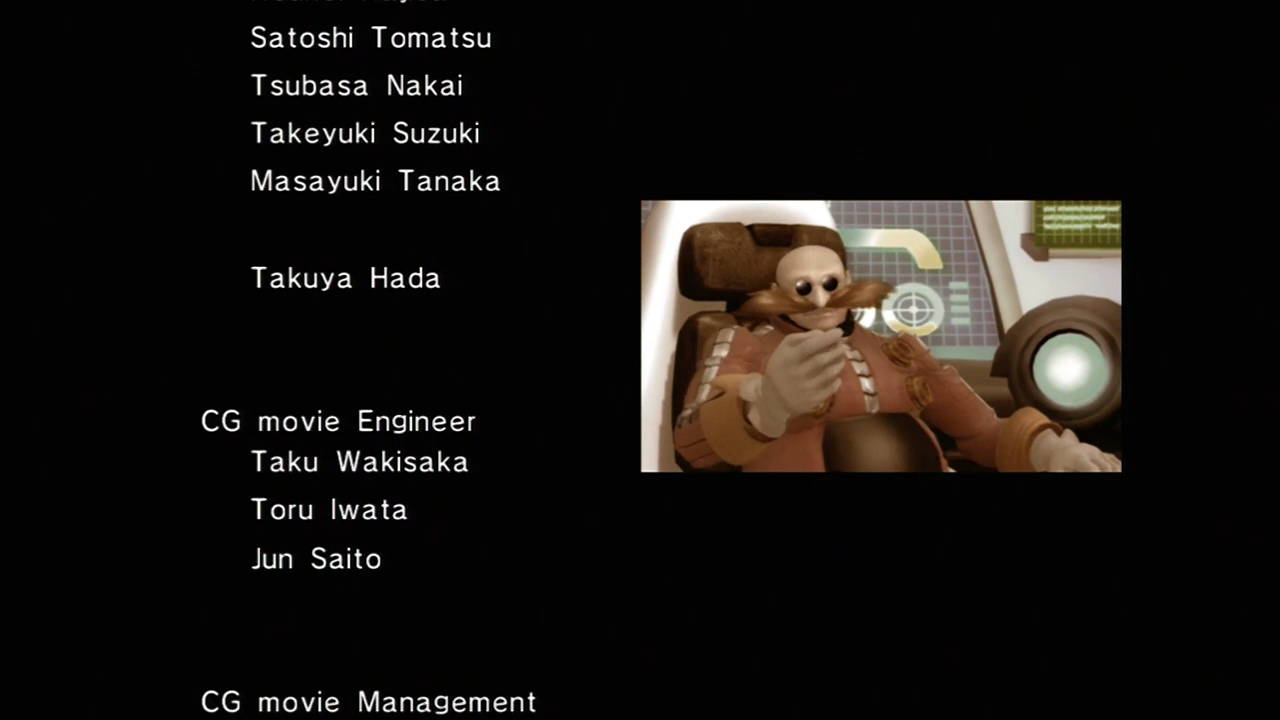 Satoshi Tomatsu
Tsubasa Nakai
Takeyuki Suzuki
Masayuki Tanaka
Takuya Hada
CG movie Engineer
Taku Wakisaka
Toru Iwata
Jun Saito
CG movie Management